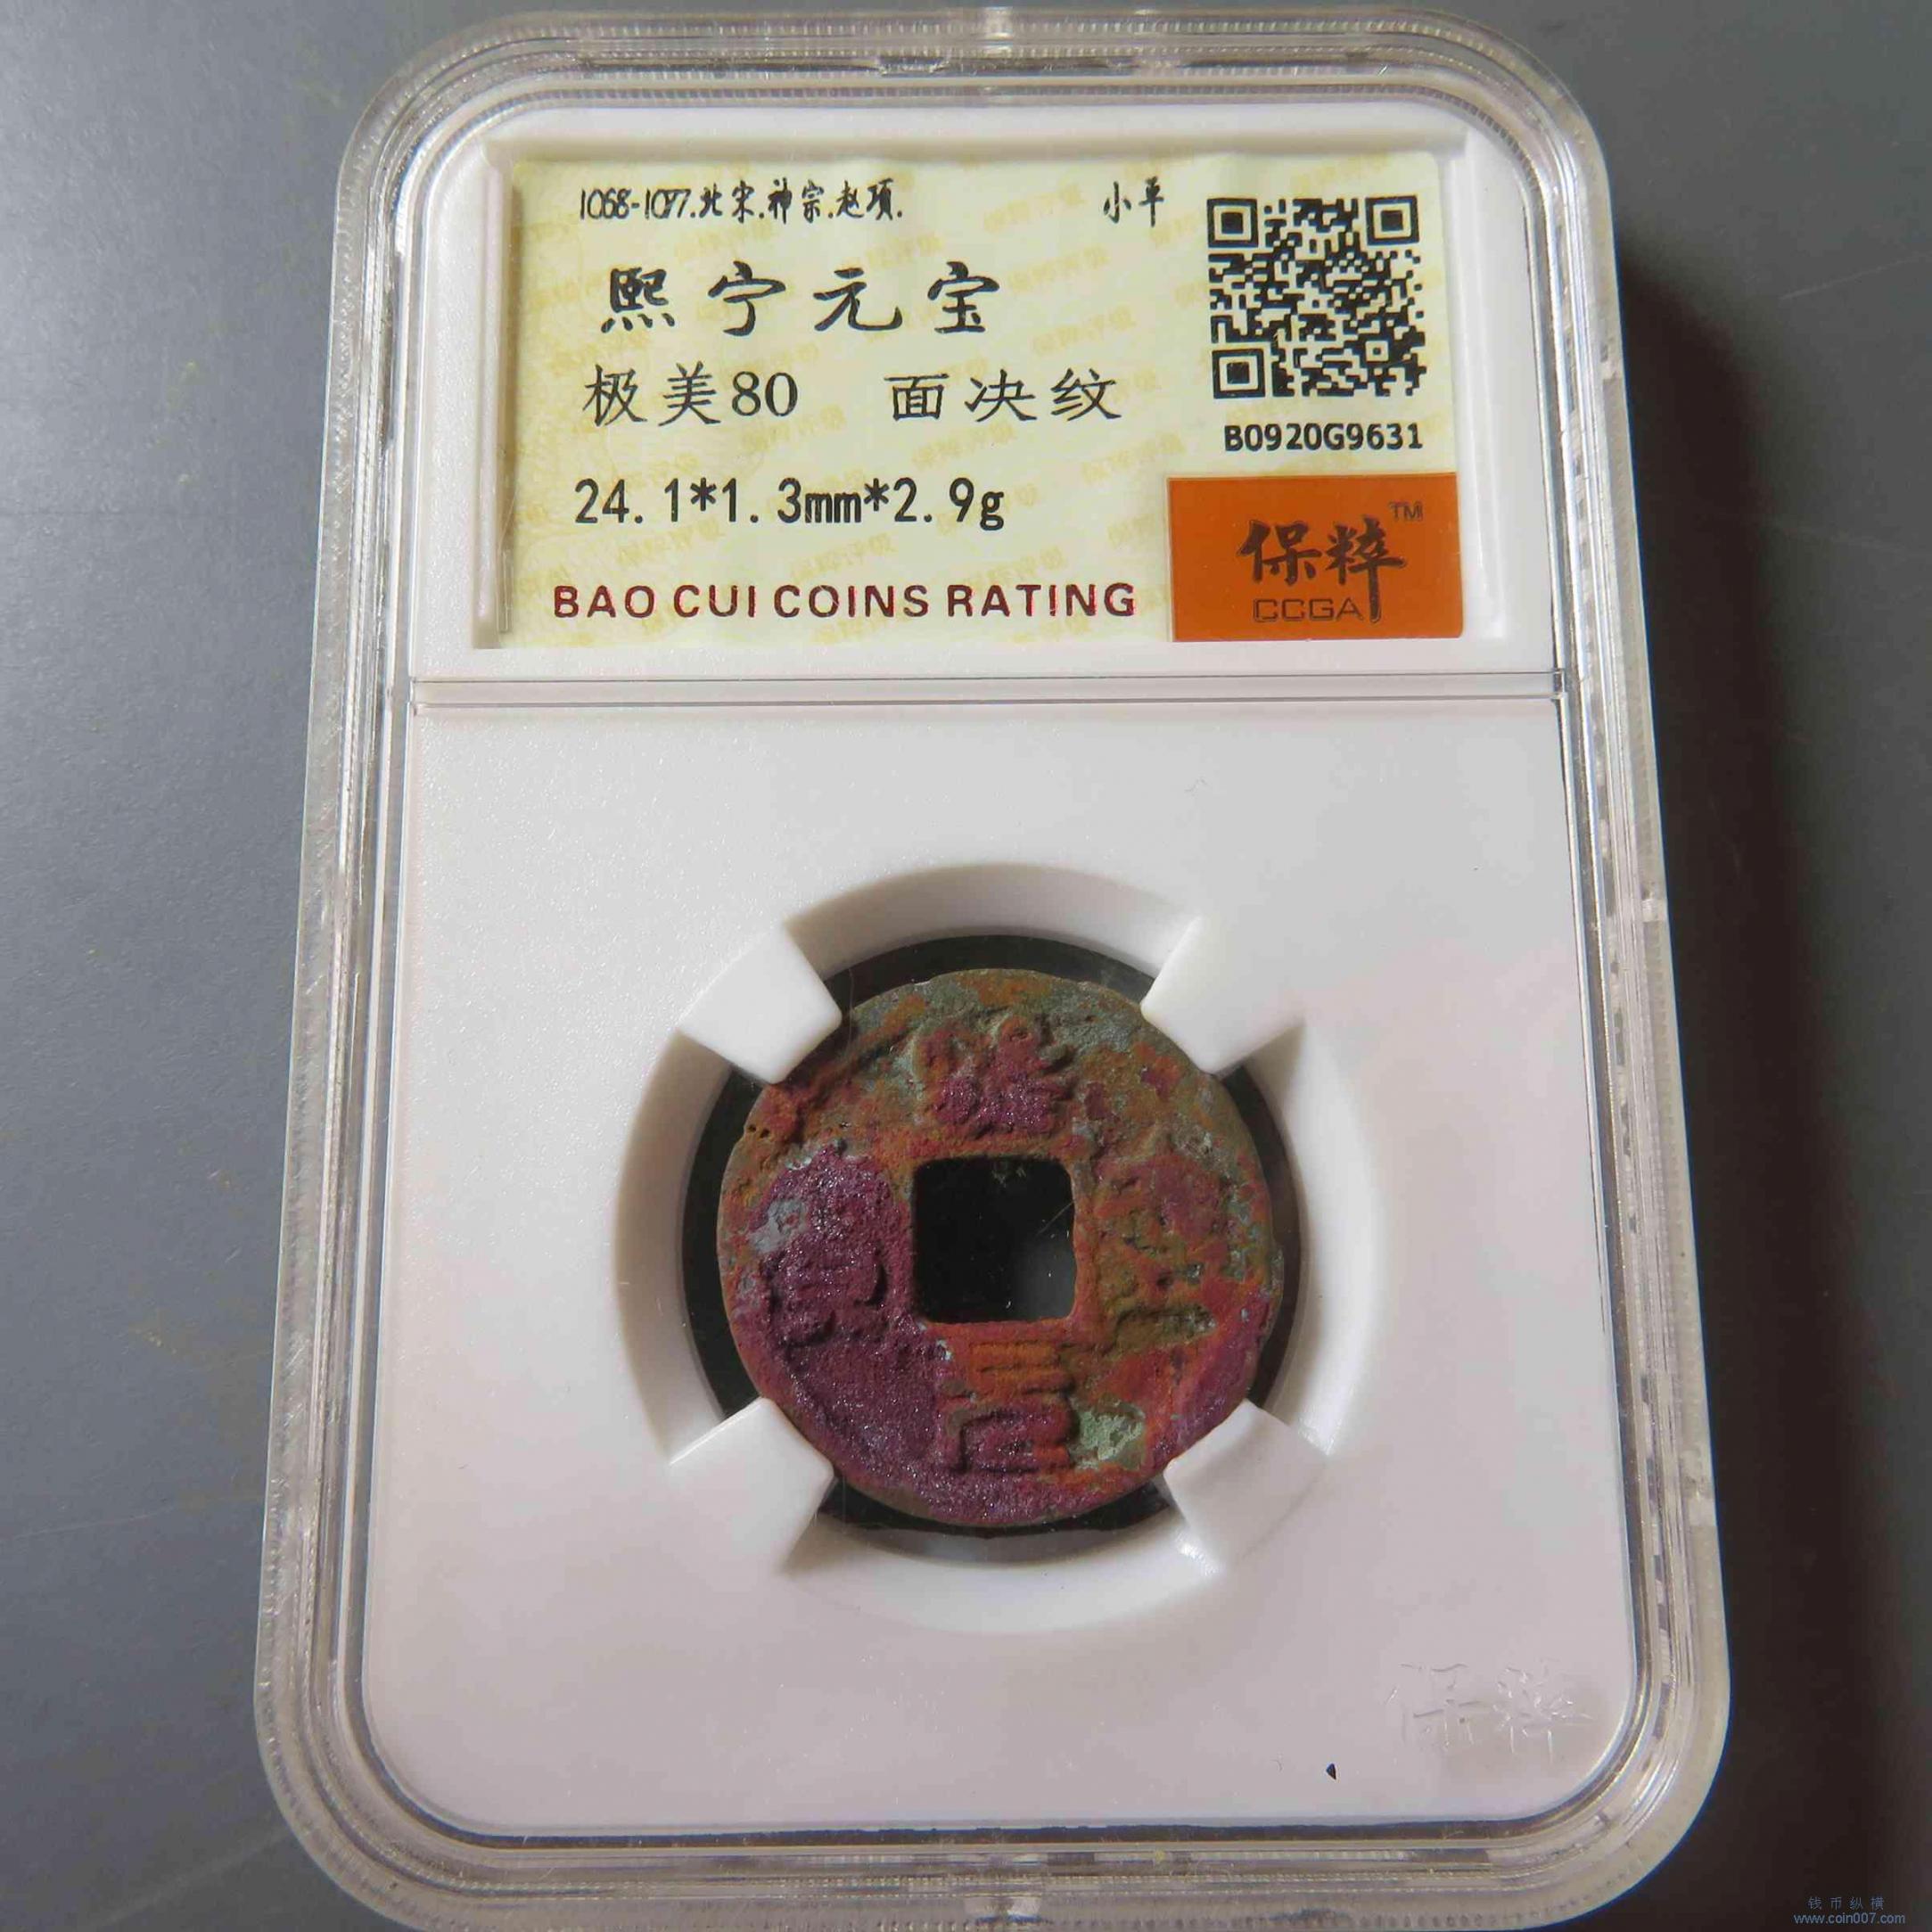 1068-1077.北宋.神宗.赵顼. 小平
熙宁元宝
极美80 面决纹
B0920G9631
24.1*1.3mm*2.9g
保粹™
CCGA
BAO CUI COINS RATING
保粹
钱币纵横
www.coin007.com